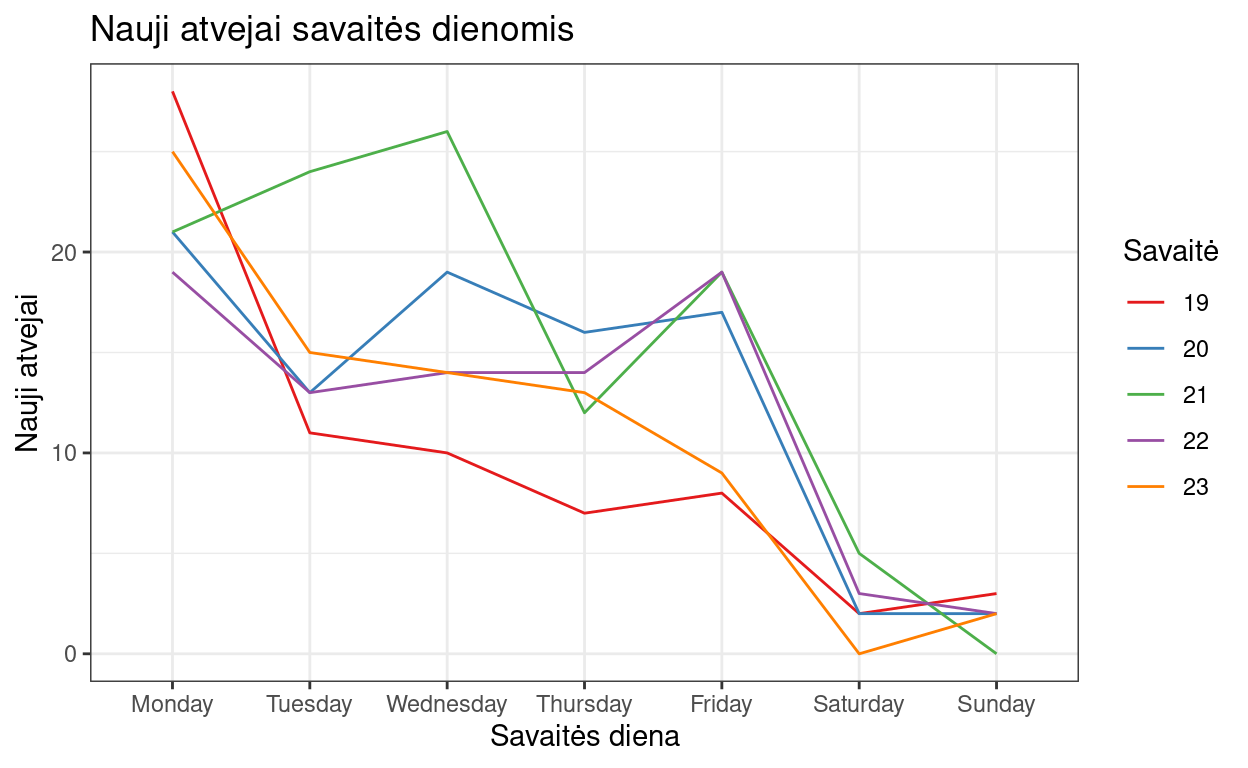 Nauji atvejai savaitės dienomis
Nauji atvejai
20
10
0
Monday Tuesday Wednesday Thursday Friday Saturday Sunday
Savaitės diena
Savaitė
19
20
21
22
23